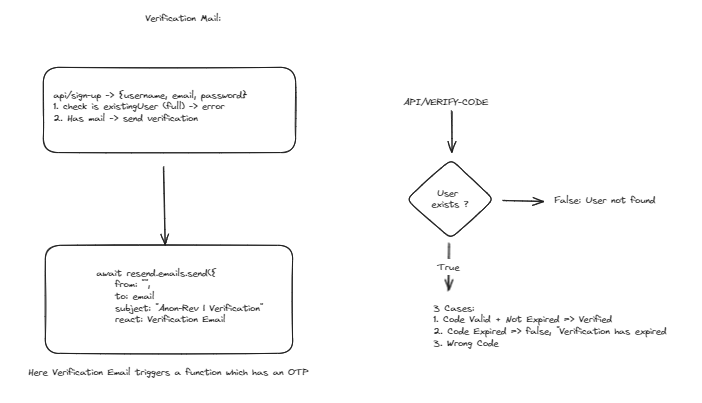 Verification Mail:
api/sign-up -> {username, email, password}
1. check is existingUser (full) -> error
2. Has mail -> send verification
await resend.emails.send({
from: "",
to: email
subject: "Anon-Rev | Verification"
react: Verification Email
Here Verification Email triggers a function which has an OTP
API/VERIFY-CODE
User
exists ?
False: User not found
True
3 Cases:
1. Code Valid + Not Expired => Verified
2. Code Expired => false, "Verification has expired
3. Wrong Code